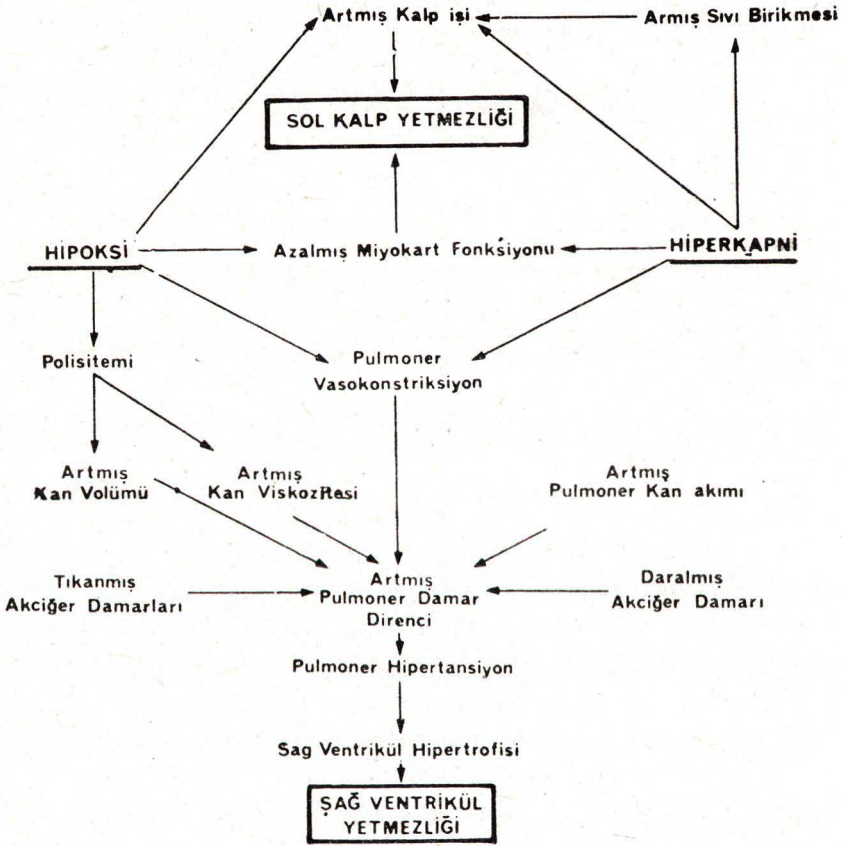 Artmış Kalp işi
Armış Sıvı Birikmesi
SOL KALP YETMEZLİĞİ
HİPOKSİ
Azalmış Miyokart Fonksiyonu
HİPERKAPNİ
Polisitemi
Pulmoner
Vasokonstriksiyon
Artmış
Kan Volümü
Artmış
Kan Viskozitesi
Artmış
Pulmoner Kan akımı
Tıkanmış
Akciğer Damarları
Artmış
Pulmoner Damar
Direnci
Daralmış
Akciğer Damarı
Pulmoner Hipertansiyon
Sag Ventrikül Hipertrofisi
ŞAĞ VENTRİKÜL
YETMEZLİĞİ